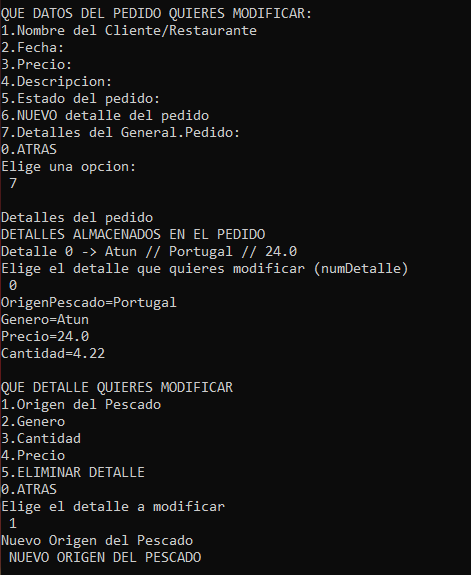 QUE DATOS DEL PEDIDO QUIERES MODIFICAR:
1.Nombre del Cliente/Restaurante
2.Fecha:
3.Precio:
4.Descripcion:
5.Estado del pedido:
6.NUEVO detalle del pedido
7.Detalles del General.Pedido:
0.ATRAS
Elige una opcion:
7
Detalles del pedido
DETALLES ALMACENADOS EN EL PEDIDO
Detalle 0 -> Atun // Portugal // 24.0
Elige el detalle que quieres modificar (numDetalle)
0
OrigenPescado=Portugal
Genero=Atun
Precio=24.0
Cantidad=4.22
QUE DETALLE QUIERES MODIFICAR
1.Origen del Pescado
2.Genero
3.Cantidad
4.Precio
5.ELIMINAR DETALLE
0.ATRAS
Elige el detalle a modificar
1
Nuevo Origen del Pescado
NUEVO ORIGEN DEL PESCADO